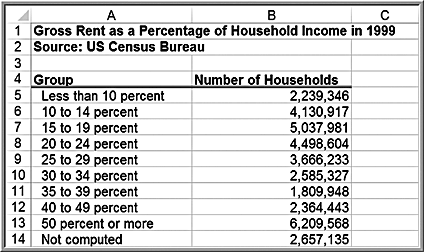 A B C
1 Gross Rent as a Percentage of Household Income in 1999
2 Source: US Census Bureau
3
4 Group Number of Households
5 Less than 10 percent 2,239,346
6 10 to 14 percent 4,130,917
7 15 to 19 percent 5,037,981
8 20 to 24 percent 4,498,604
9 25 to 29 percent 3,666,233
10 30 to 34 percent 2,585,327
11 35 to 39 percent 1,809,948
12 40 to 49 percent 2,364,443
13 50 percent or more 6,209,568
14 Not computed 2,657,135